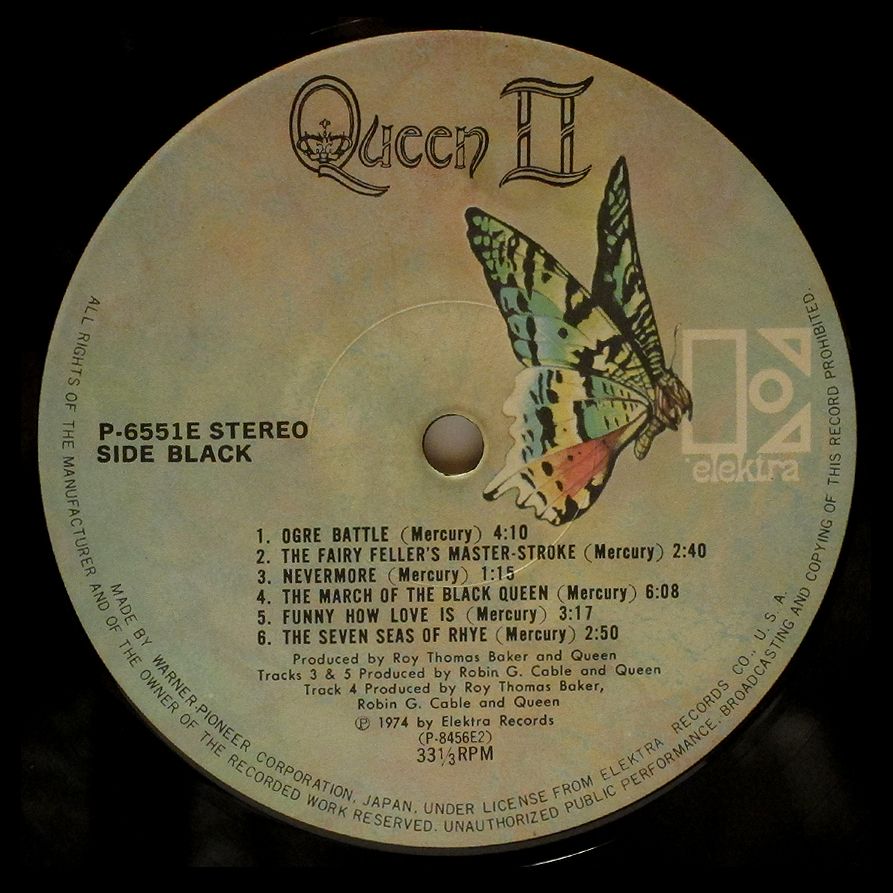 Queen II
elektra
P-6551E STEREO
SIDE BLACK
1. OGRE BATTLE (Mercury) 4:10
2. THE FAIRY FELLER'S MASTER-STROKE (Mercury) 2:40
3. NEVERMORE (Mercury) 1:15
4. THE MARCH OF THE BLACK QUEEN (Mercury) 6:08
5. FUNNY HOW LOVE IS (Mercury) 3:17
6. THE SEVEN SEAS OF RHYE (Mercury) 2:50
Produced by Roy Thomas Baker and Queen
Tracks 3 & 5 Produced by Robin G. Cable and Queen
Track 4 Produced by Roy Thomas Baker,
Robin G. Cable and Queen
Ⓟ 1974 by Elektra Records
(P-8456E2)
33⅓RPM
MADE BY WARNER-PIONEER CORPORATION, JAPAN, UNDER LICENSE FROM ELEKTRA RECORDS CO., U. S. A.
ALL RIGHTS OF THE MANUFACTURER AND OF THE OWNER OF THE RECORDED WORK RESERVED. UNAUTHORIZED PUBLIC PERFORMANCE, BROADCASTING AND COPYING OF THIS RECORD PROHIBITED.